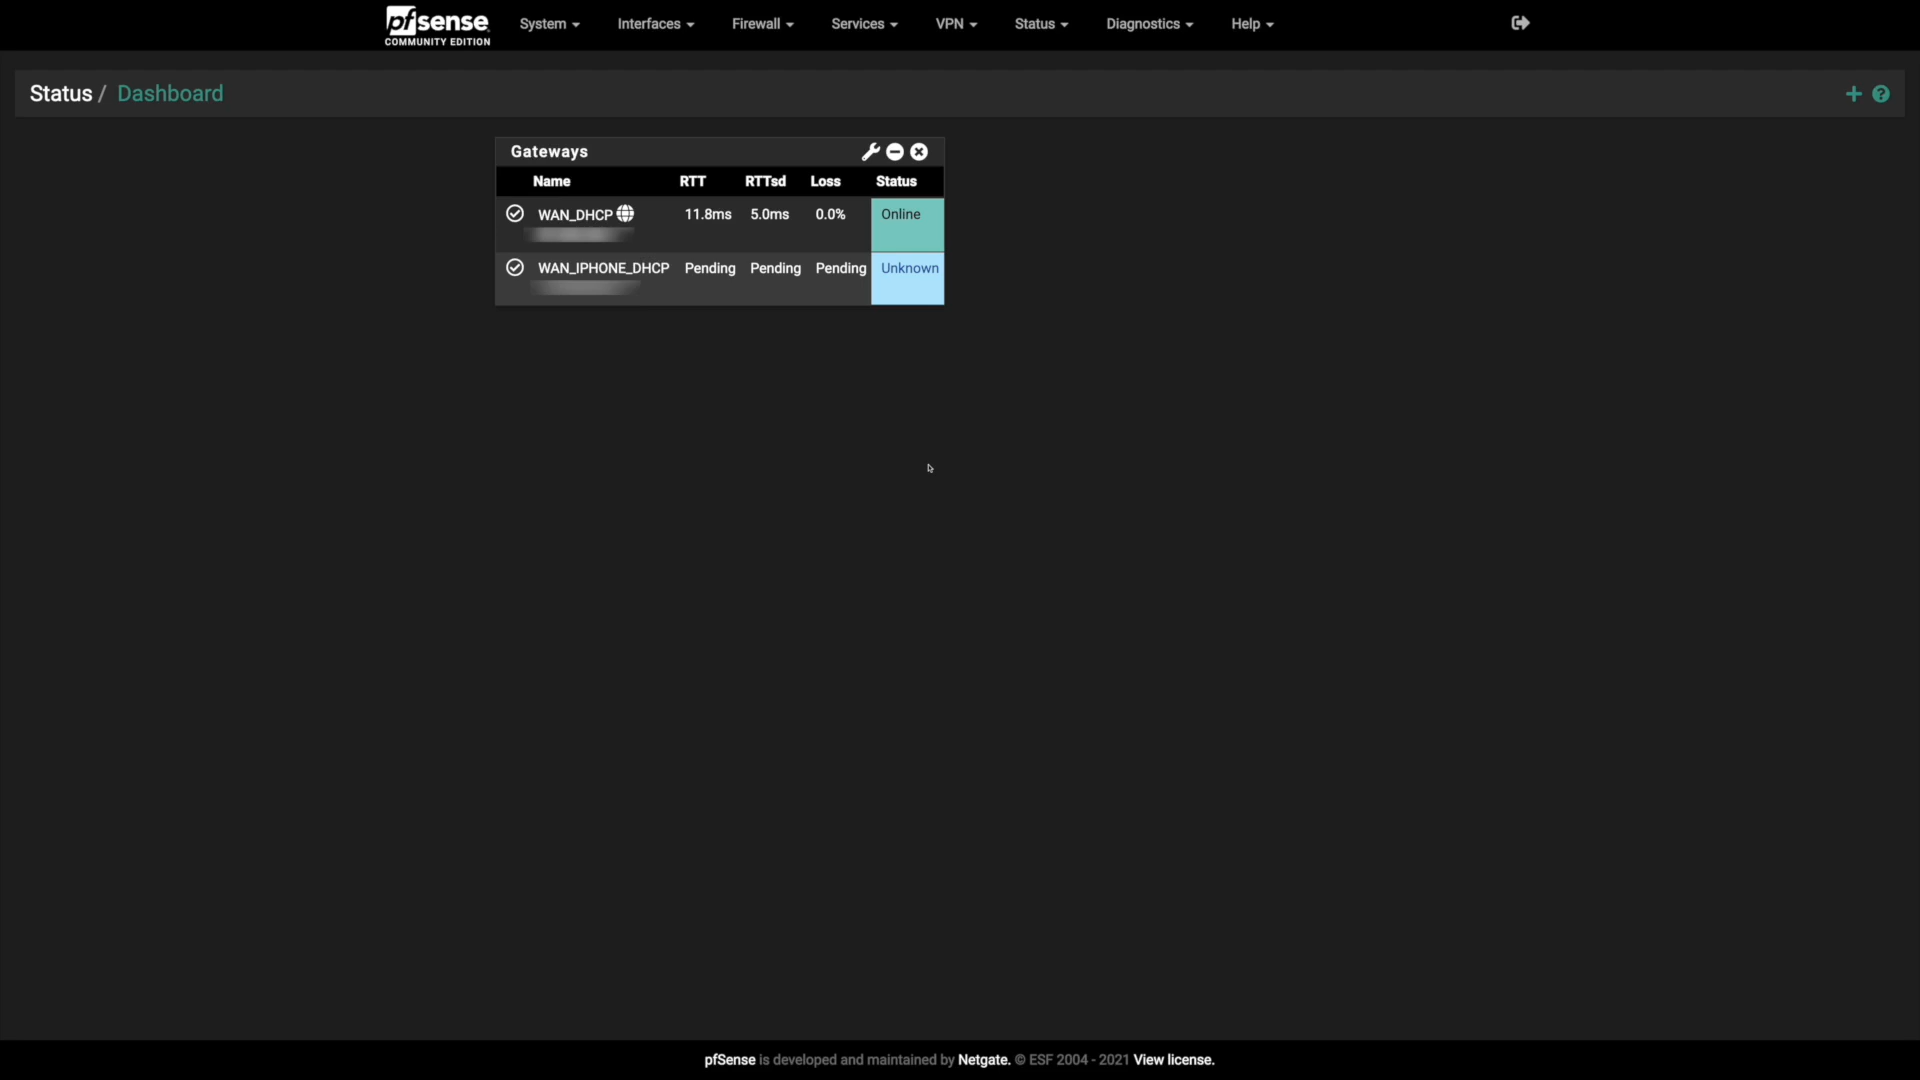 pfsense System Interfaces Firewall Services VPN Status Diagnostics Help
COMMUNITY EDITION
Status / Dashboard
Gateways
Name RTT RTTsd Loss Status
WAN_DHCP 11.8ms 5.0ms 0.0% Online
WAN_IPHONE_DHCP Pending Pending Pending Unknown
pfSense is developed and maintained by Netgate. © ESF 2004 - 2021 View license.